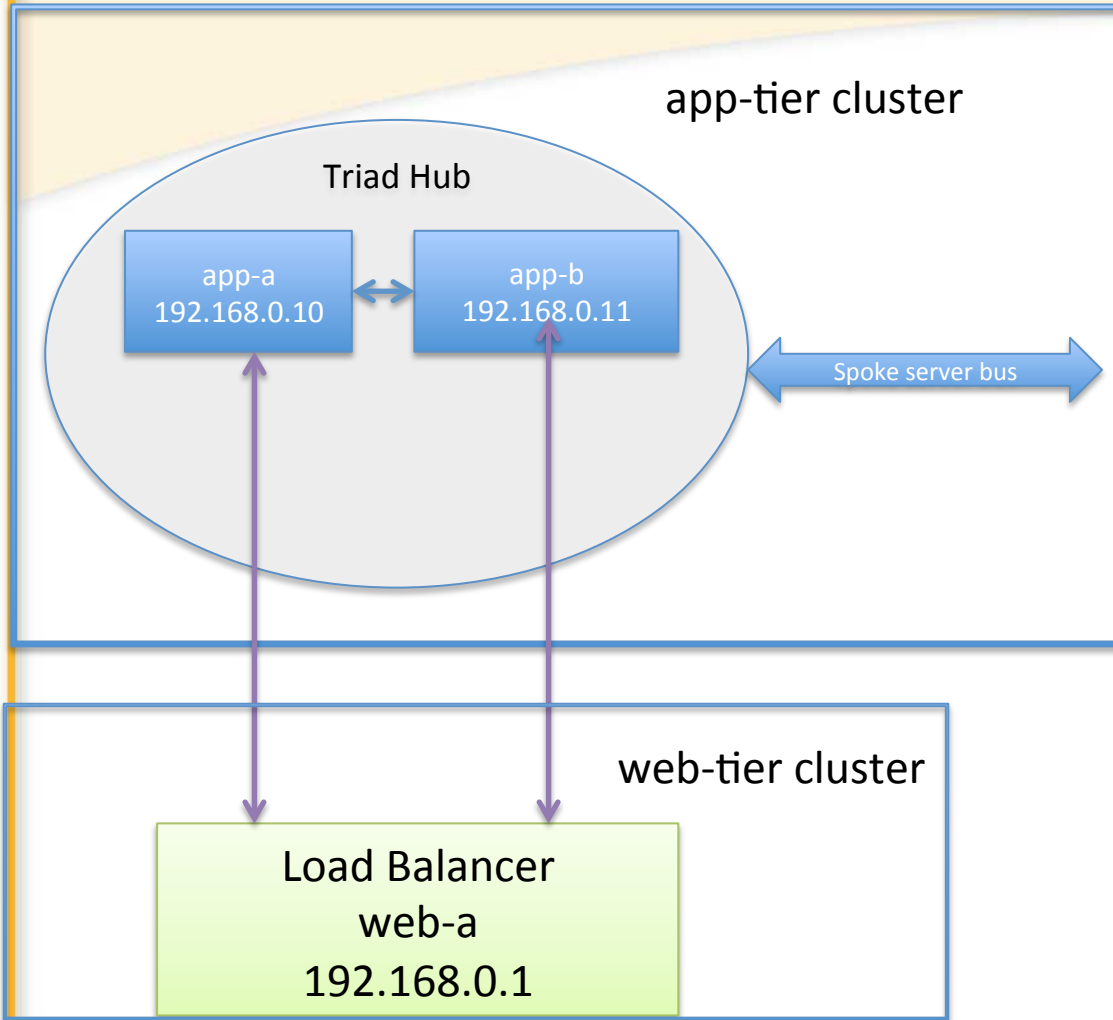 app-tier cluster
Triad Hub
app-a
192.168.0.10
app-b
192.168.0.11
Spoke server bus
web-tier cluster
Load Balancer
web-a
192.168.0.1